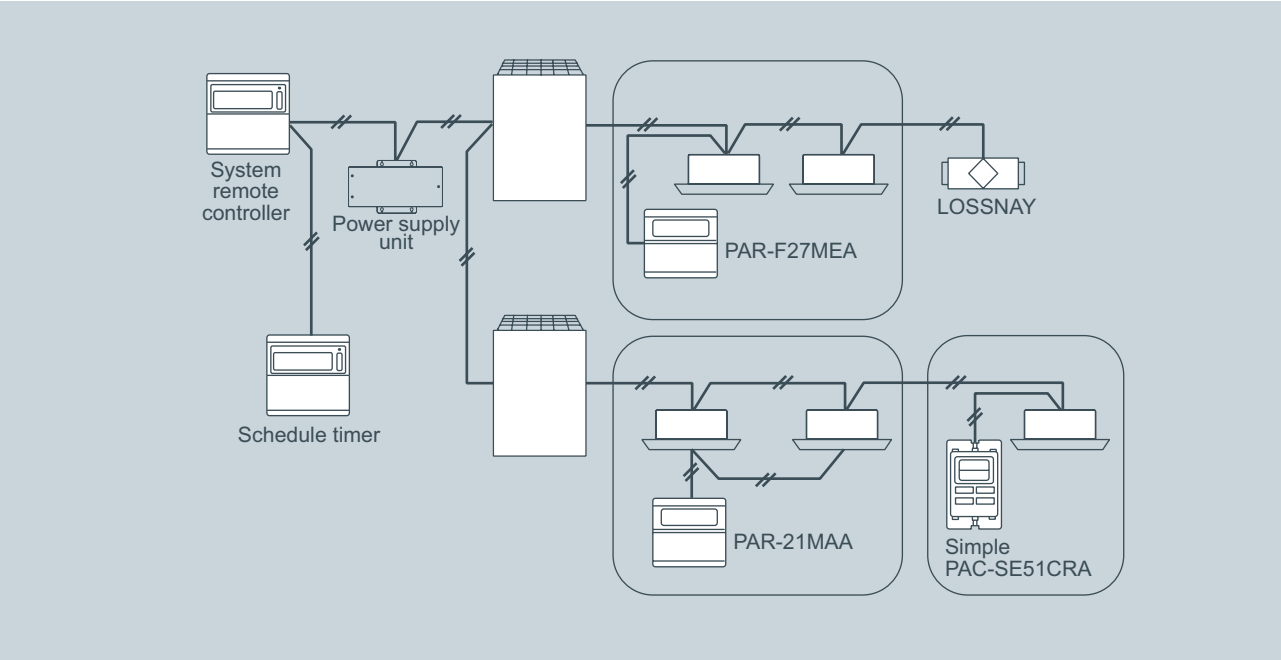 System
remote
controller
Power supply
unit
LOSSNAY
PAR-F27MEA
Schedule timer
PAR-21MAA
Simple
PAC-SE51CRA